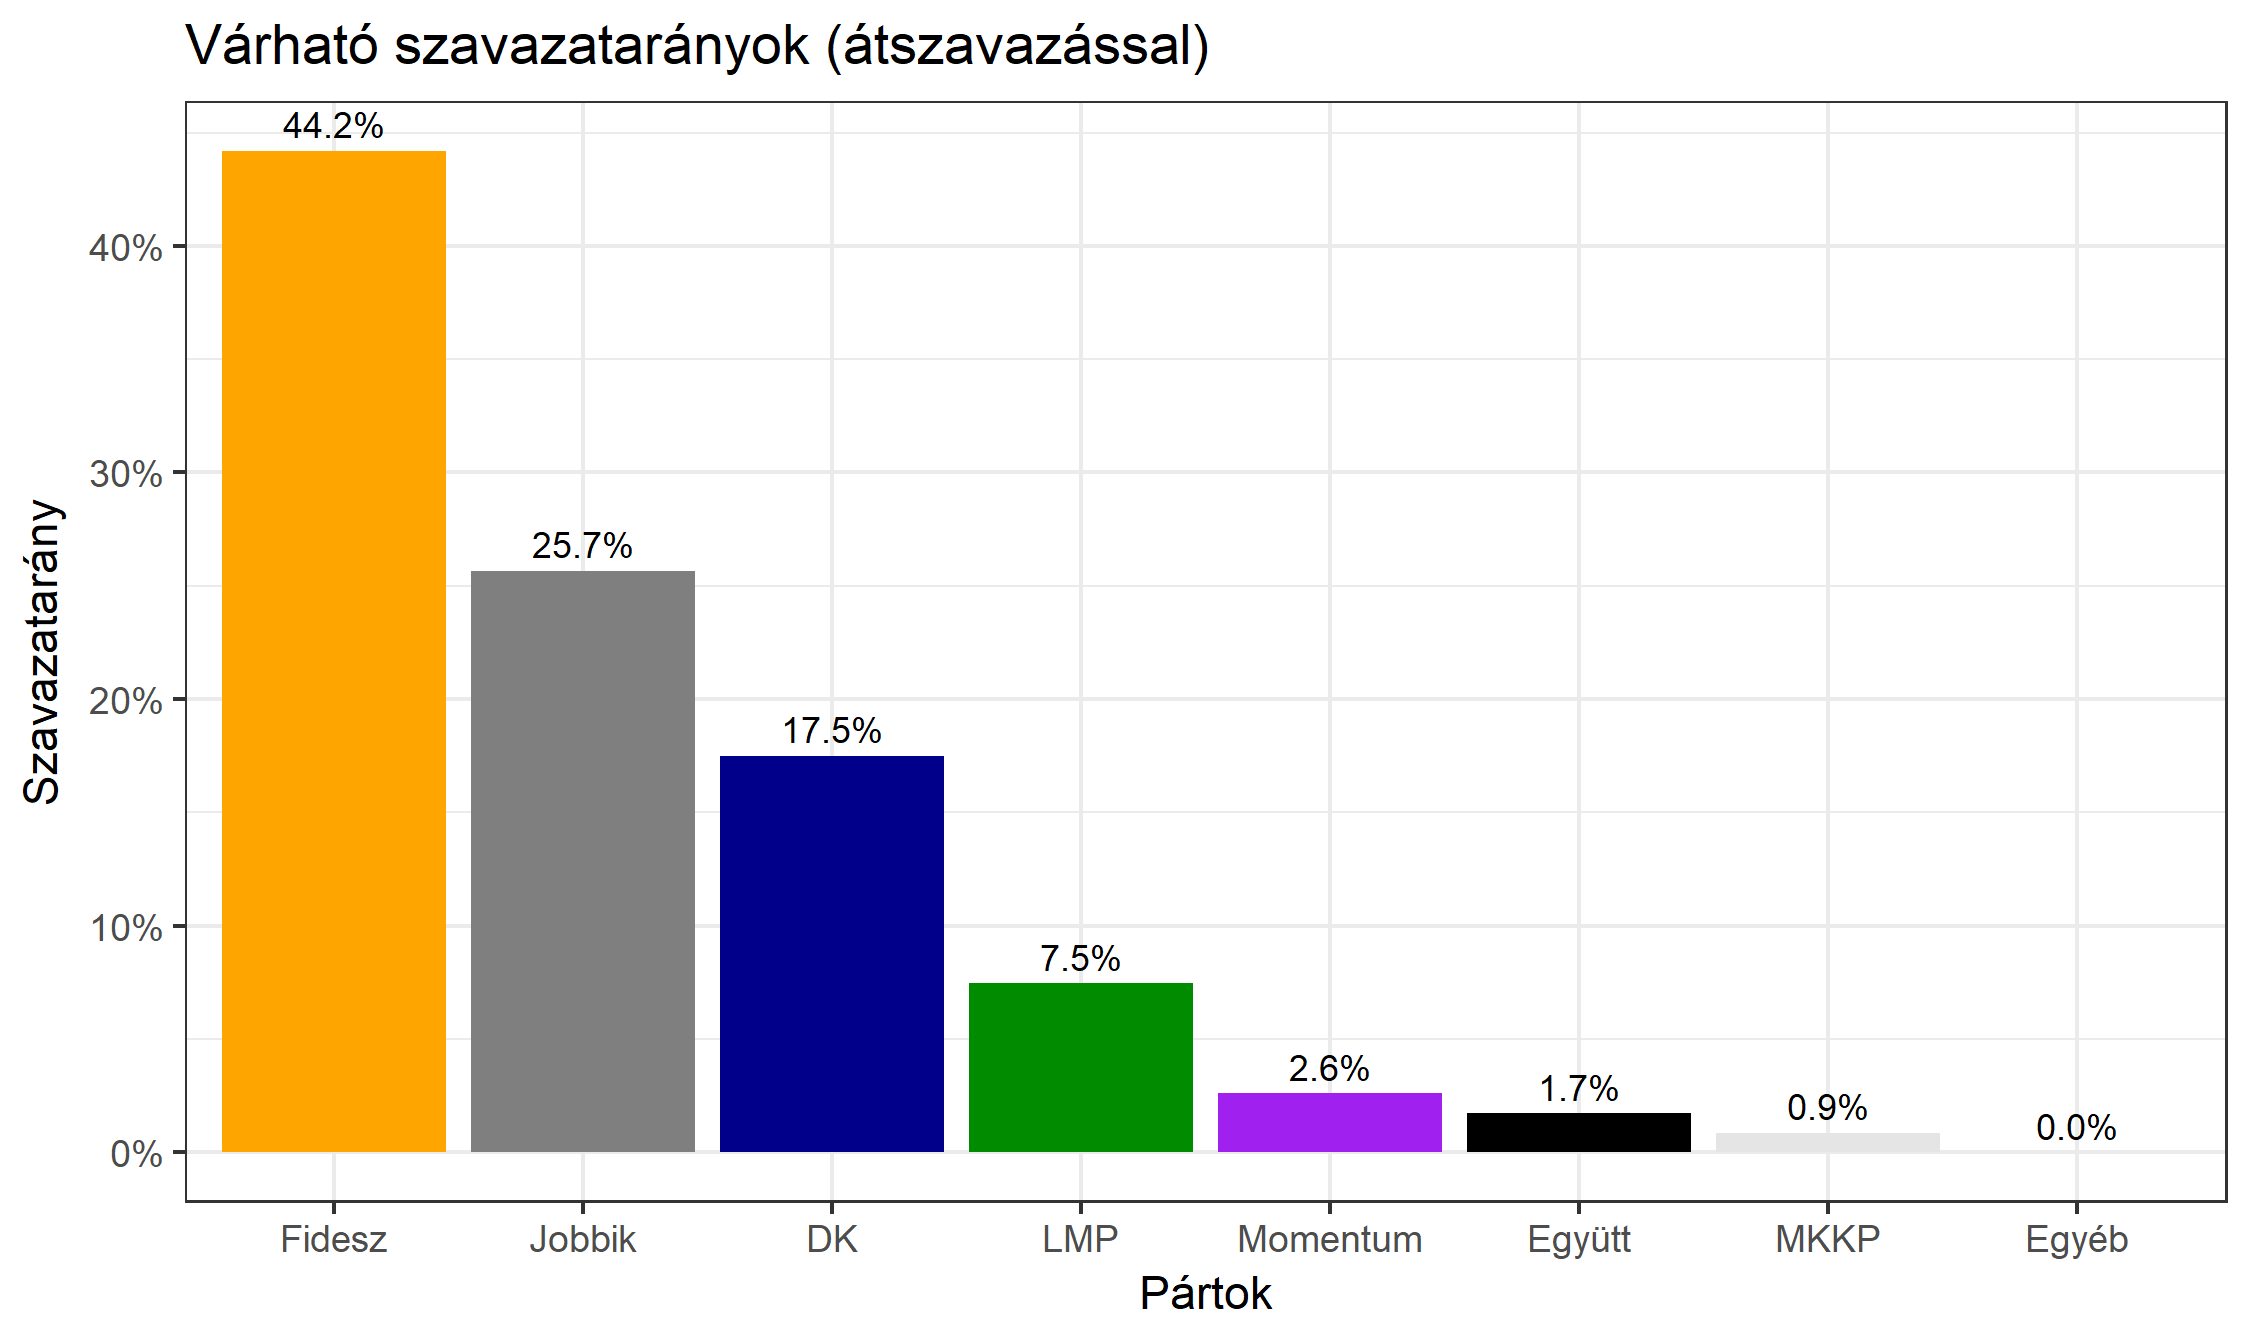 Várható szavazatarányok (átszavazással)
44.2%
25.7%
17.5%
7.5%
2.6%
1.7%
0.9%
0.0%
40%
30%
20%
10%
0%
Szavazatarány
Fidesz
Jobbik
DK
LMP
Momentum
Együtt
MKKP
Egyéb
Pártok